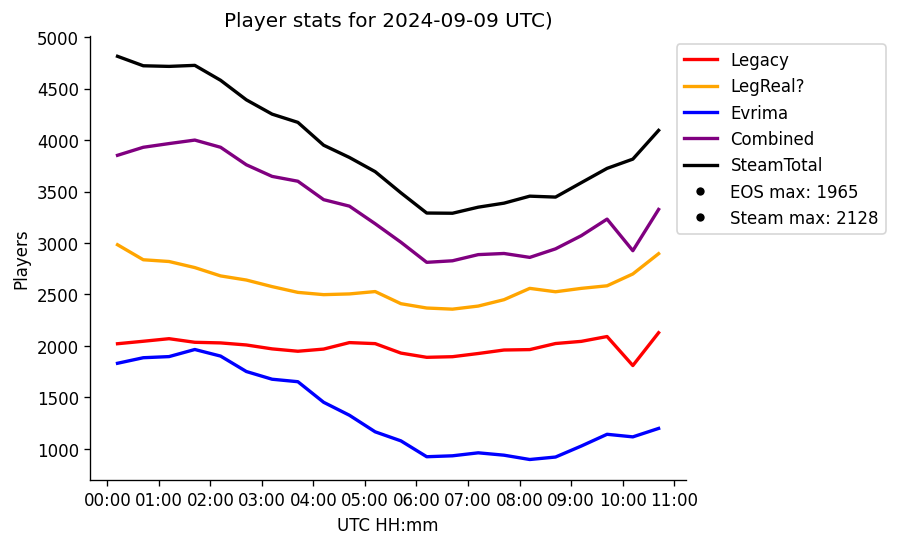 Player stats for 2024-09-09 UTC)
5000
4500
4000
3500
3000
2500
2000
1500
1000
Players
00:00 01:00 02:00 03:00 04:00 05:00 06:00 07:00 08:00 09:00 10:00 11:00
UTC HH:mm
Legacy
LegReal?
Evrima
Combined
SteamTotal
EOS max: 1965
Steam max: 2128